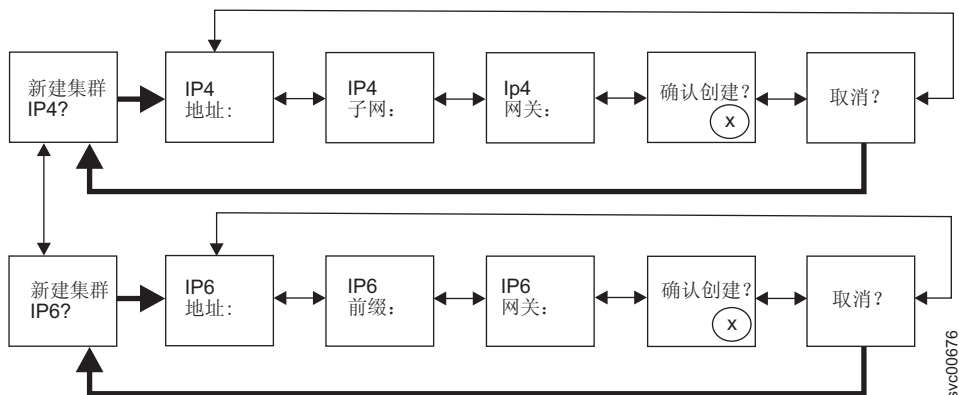 新建集群
IP4?
IP4
地址:
IP4
子网:
Ip4
网关:
确认创建?
x
取消?
新建集群
IP6?
IP6
地址:
IP6
前缀:
IP6
网关:
确认创建?
x
取消?
svc00676